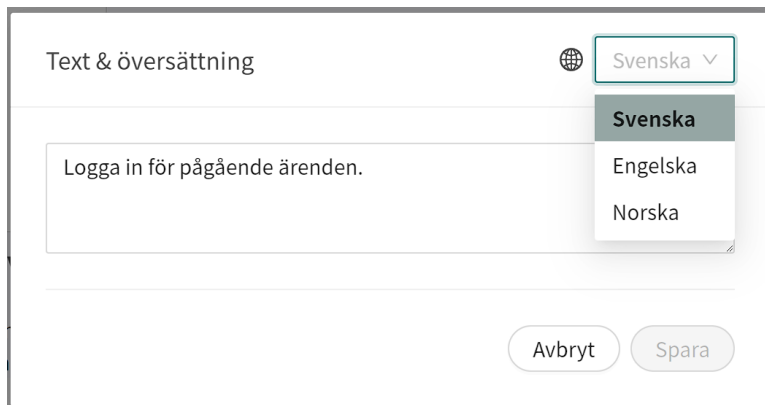 Text & översättning
Svenska
Svenska
Engelska
Norska
Logga in för pågående ärenden.
Avbryt
Spara